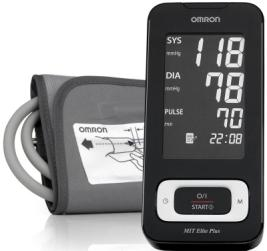 OMRON
SYS
mmHg
118
DIA
mmHg
78
PULSE
/min
70
22:08
O/I
START
M
MIT Elite Plus
OMRON